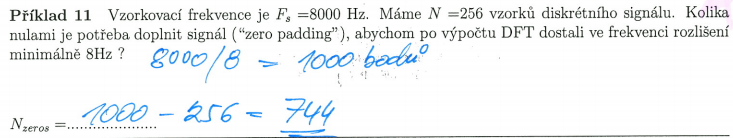 Příklad 11 Vzorkovací frekvence je Fs =8000 Hz. Máme N =256 vzorků diskrétního signálu. Kolika
nulami je potřeba doplnit signál (“zero padding”), abychom po výpočtu DFT dostali ve frekvenci rozlišení
minimálně 8Hz ?
8000/8 = 1000 bodů
Nzeros =..................... 1000 - 256 = 744